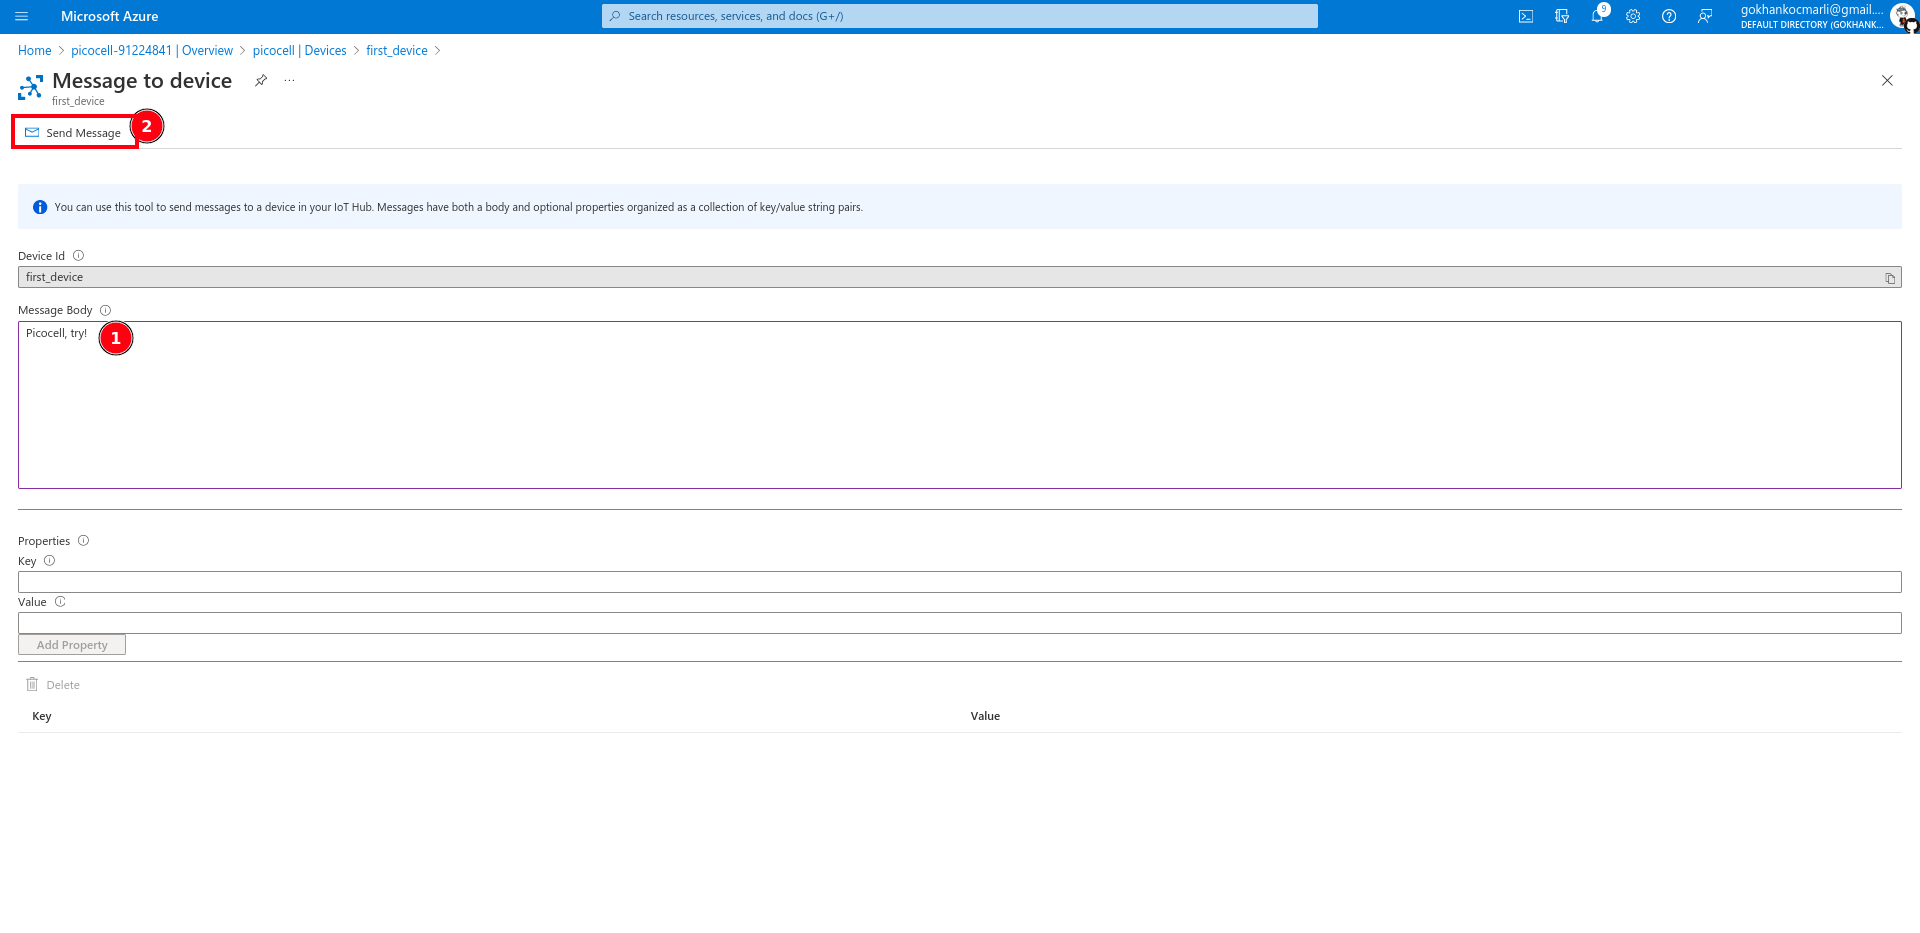 Microsoft Azure
Search resources, services, and docs (G+/)
9
gokhankocmarli@gmail....
DEFAULT DIRECTORY (GOKHANK...
Home > picocell-91224841 | Overview > picocell | Devices > first_device >
Message to device ...
first_device
Send Message
2
You can use this tool to send messages to a device in your IoT Hub. Messages have both a body and optional properties organized as a collection of key/value string pairs.
Device Id
first_device
Message Body
Picocell, try!
1
Properties
Key
Value
Add Property
Delete
Key Value